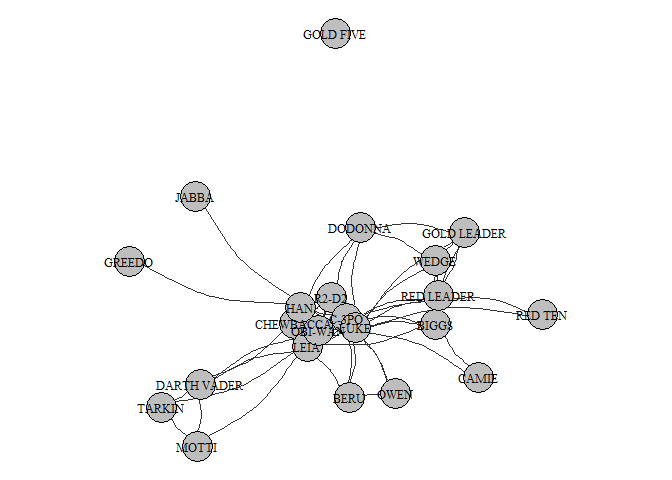 GOLD FIVE
JABBA
DODONNA
GOLD LEADER
GREEDO
WEDGE
R2-D2
RED LEADER
HAN
C-3PO
RED TEN
CHEWBACCA
OBI-WAN
LUKE
BIGGS
LEIA
CAMIE
DARTH VADER
OWEN
BERU
TARKIN
MOTTI